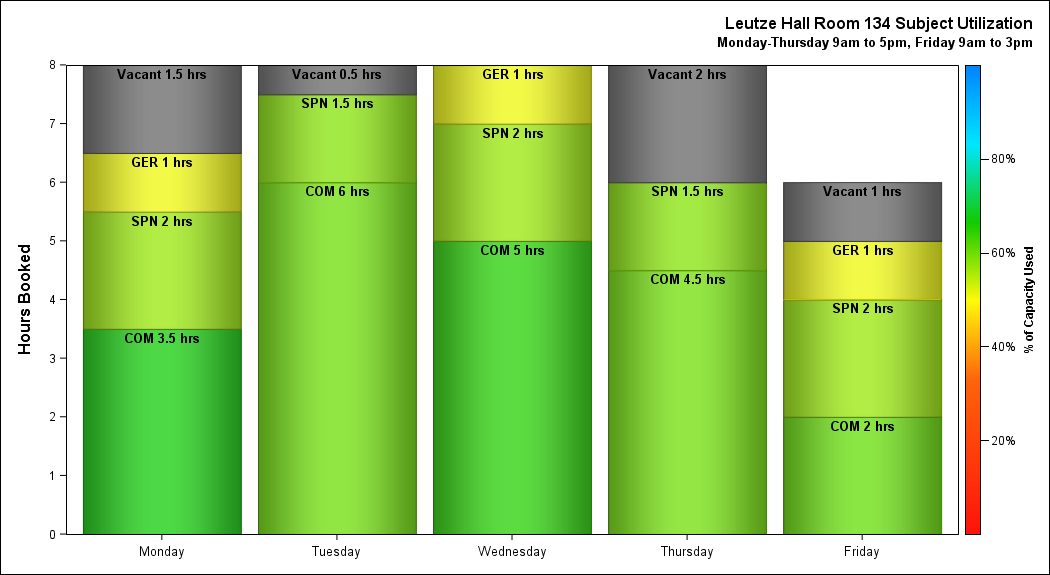 Leutze Hall Room 134 Subject Utilization
Monday-Thursday 9am to 5pm, Friday 9am to 3pm
Hours Booked
8
7
6
5
4
3
2
1
0
Vacant 1.5 hrs
GER 1 hrs
SPN 2 hrs
COM 3.5 hrs
Monday
Vacant 0.5 hrs
SPN 1.5 hrs
COM 6 hrs
Tuesday
GER 1 hrs
SPN 2 hrs
COM 5 hrs
Wednesday
Vacant 2 hrs
SPN 1.5 hrs
COM 4.5 hrs
Thursday
Vacant 1 hrs
GER 1 hrs
SPN 2 hrs
COM 2 hrs
Friday
80%
60%
40%
20%
% of Capacity Used